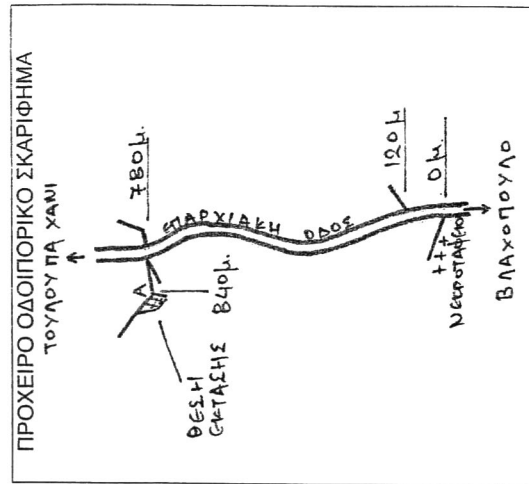 ΠΡΟΧΕΙΡΟ ΟΔΟΙΠΟΡΙΚΟ ΣΚΑΡΙΦΗΜΑ
ΤΟΥΛΟΥ ΠΑ ΧΑΝΙ
780μ.
ΕΠΑΡΧΙΑΚΗ ΟΔΟΣ
Α
840μ.
ΘΕΣΗ
ΕΚΤΑΣΗΣ
120μ
0μ.
+++
ΝΕΚΡΟΤΑΦΕΙΟ
ΒΛΑΧΟΠΟΥΛΟ